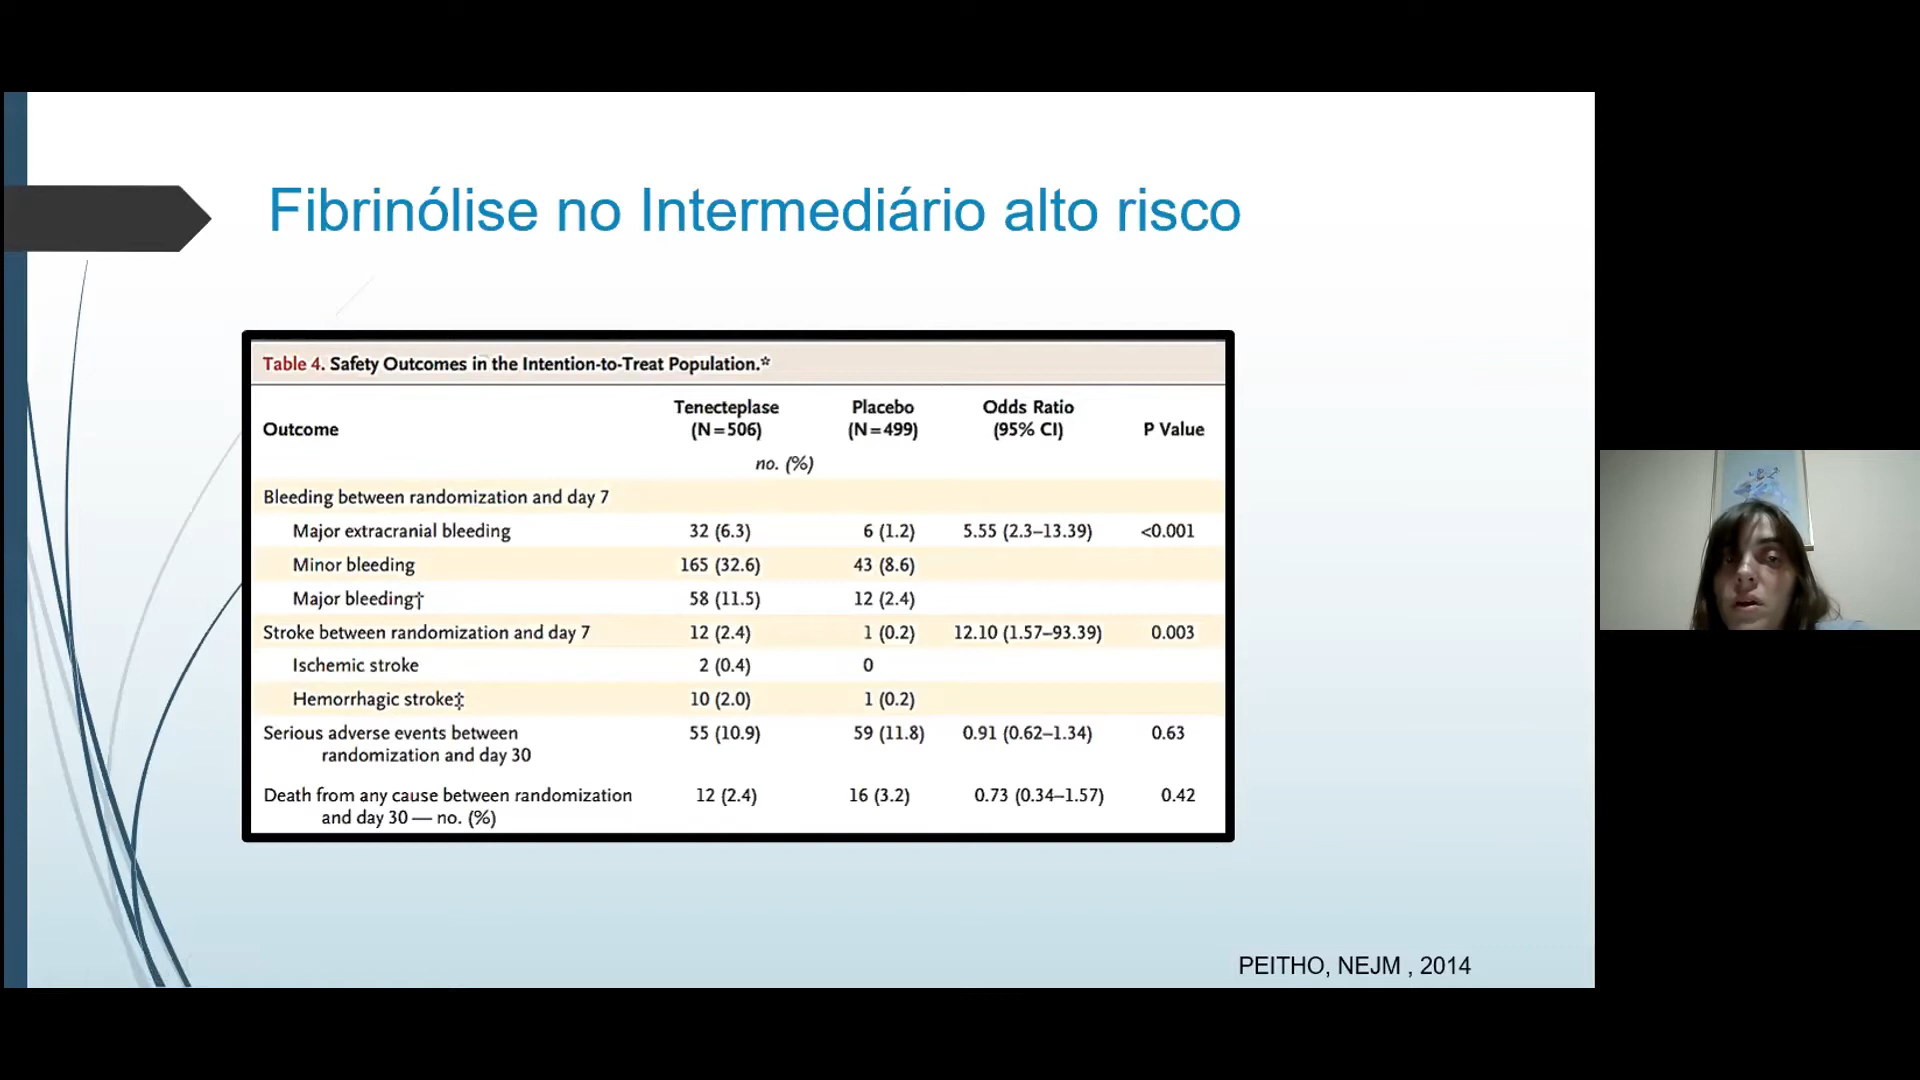 Fibrinólise no Intermediário alto risco
Table 4. Safety Outcomes in the Intention-to-Treat Population.*
Outcome Tenecteplase (N=506) Placebo (N=499) Odds Ratio (95% CI) P Value
no. (%)
Bleeding between randomization and day 7
Major extracranial bleeding 32 (6.3) 6 (1.2) 5.55 (2.3–13.39) <0.001
Minor bleeding 165 (32.6) 43 (8.6)
Major bleeding† 58 (11.5) 12 (2.4)
Stroke between randomization and day 7 12 (2.4) 1 (0.2) 12.10 (1.57–93.39) 0.003
Ischemic stroke 2 (0.4) 0
Hemorrhagic stroke‡ 10 (2.0) 1 (0.2)
Serious adverse events between 55 (10.9) 59 (11.8) 0.91 (0.62–1.34) 0.63
randomization and day 30
Death from any cause between randomization 12 (2.4) 16 (3.2) 0.73 (0.34–1.57) 0.42
and day 30 — no. (%)
PEITHO, NEJM , 2014